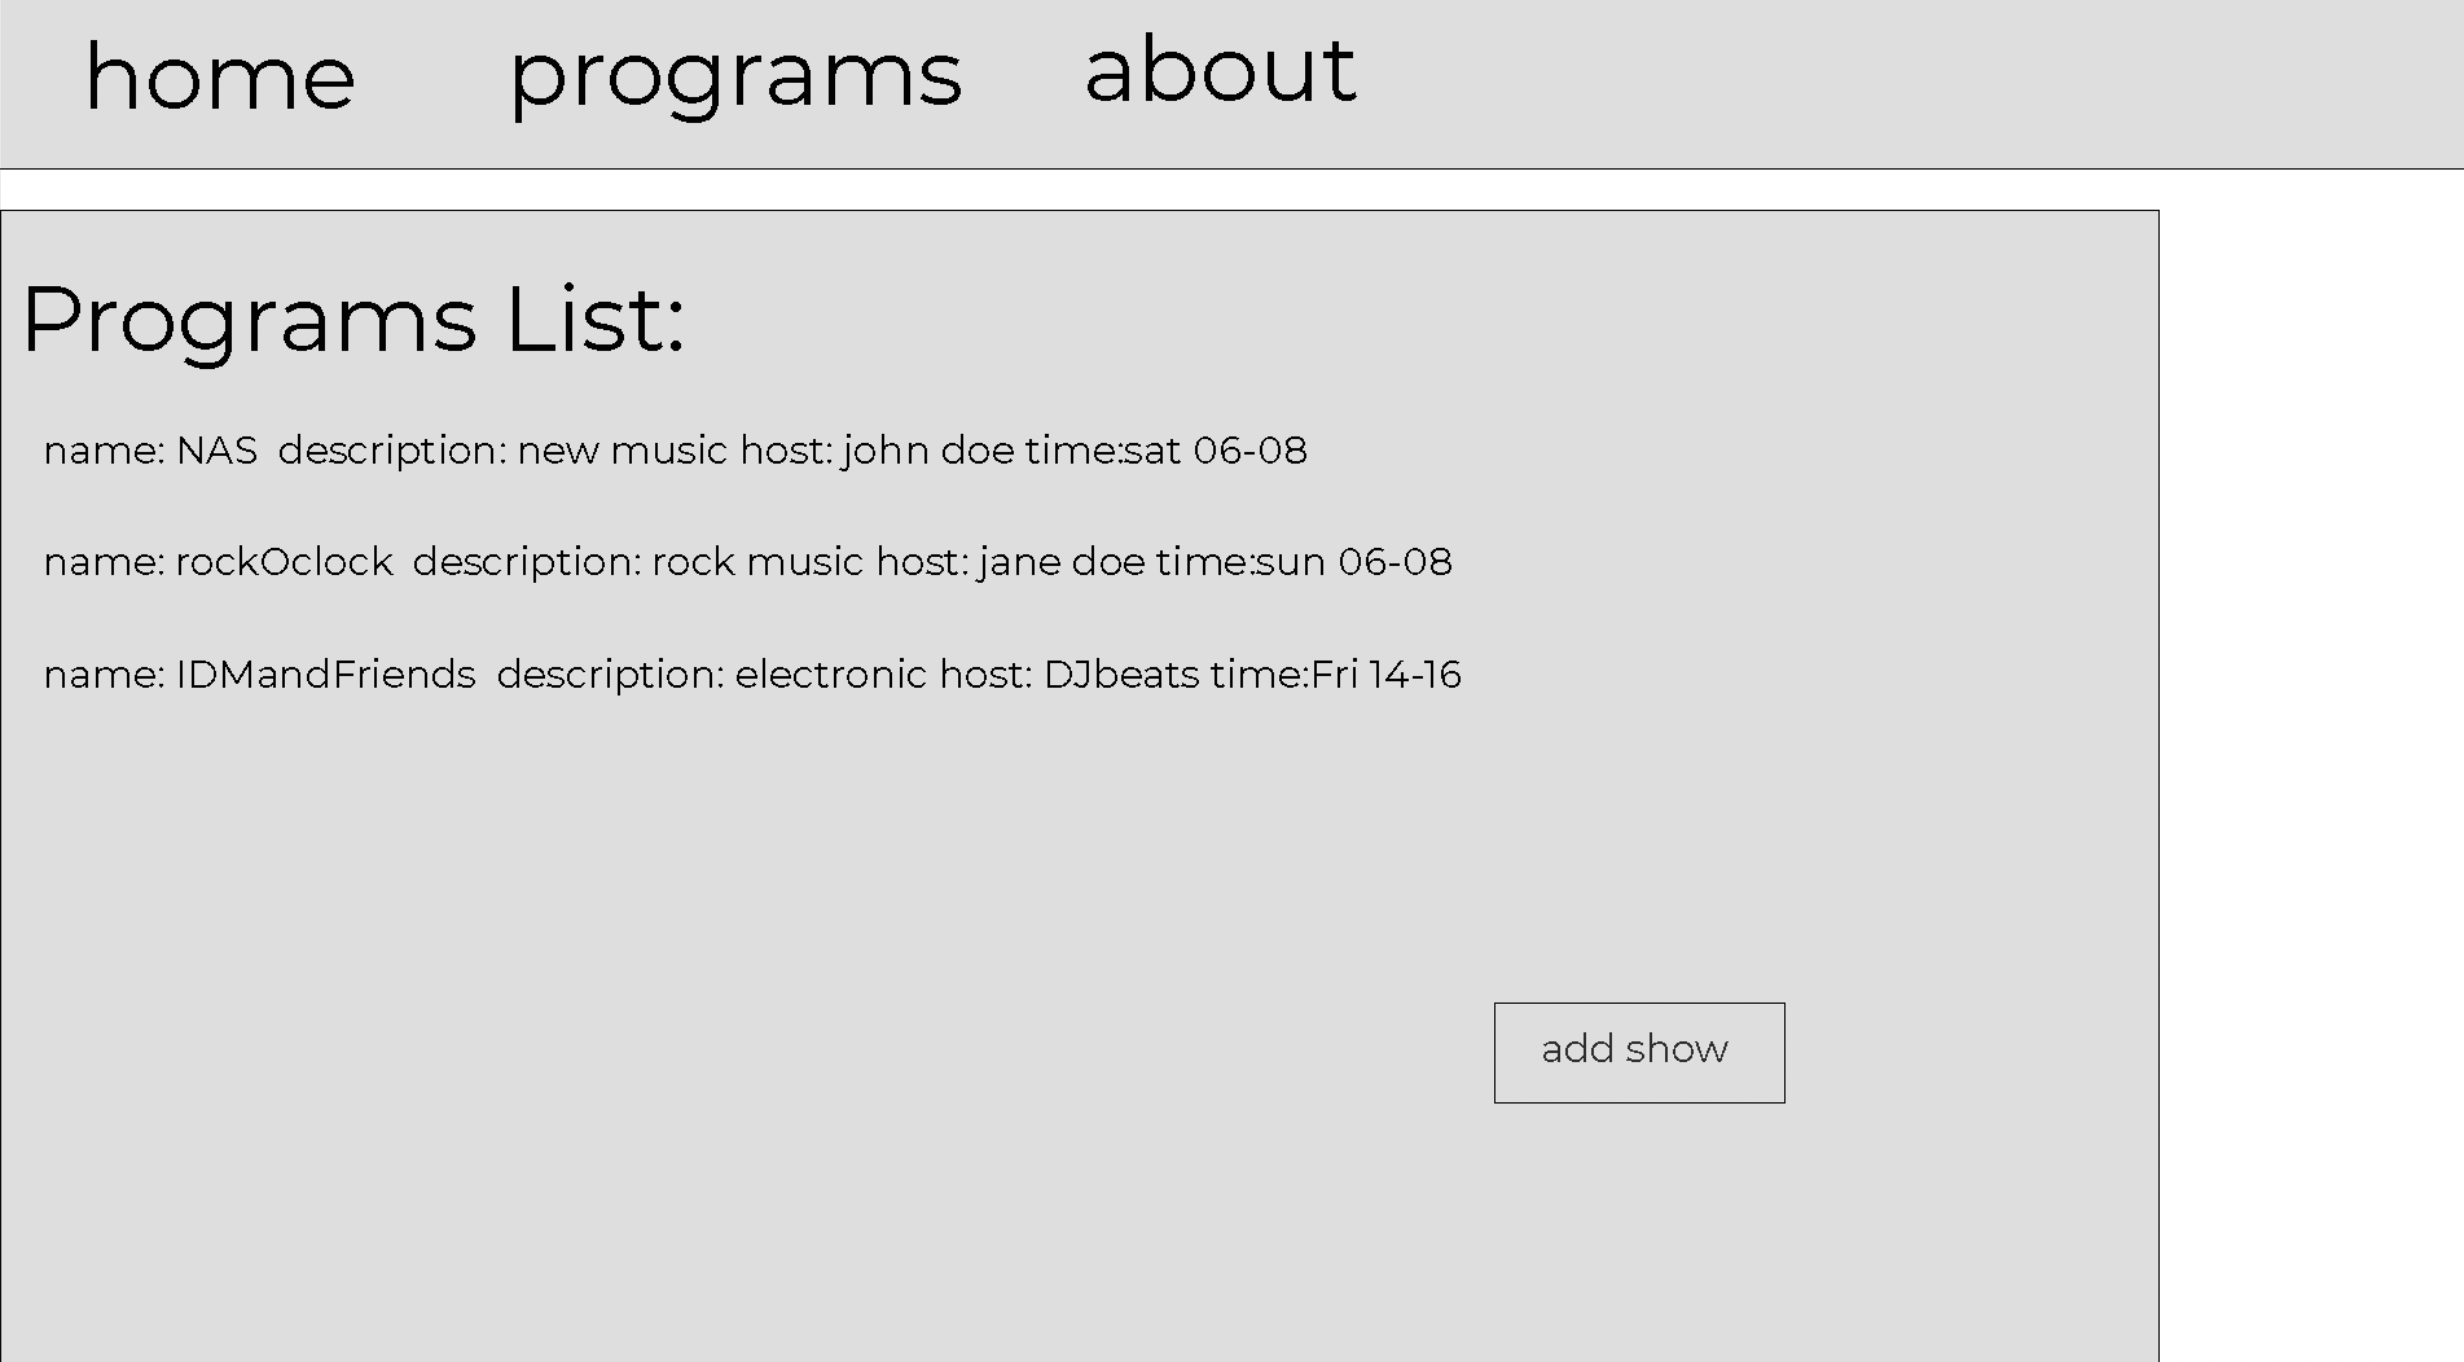 home programs about
Programs List:
name: NAS description: new music host: john doe time:sat 06-08
name: rockOclock description: rock music host: jane doe time:sun 06-08
name: IDMandFriends description: electronic host: DJbeats time:Fri 14-16
add show